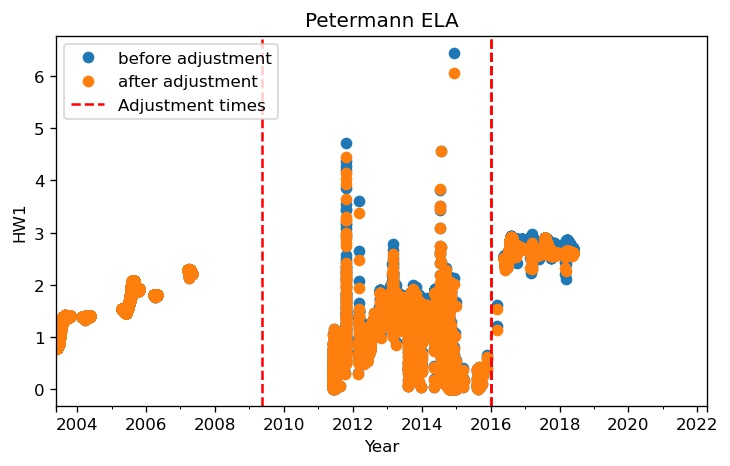 Petermann ELA
before adjustment
after adjustment
Adjustment times
HW1
6
5
4
3
2
1
0
2004 2006 2008 2010 2012 2014 2016 2018 2020 2022
Year